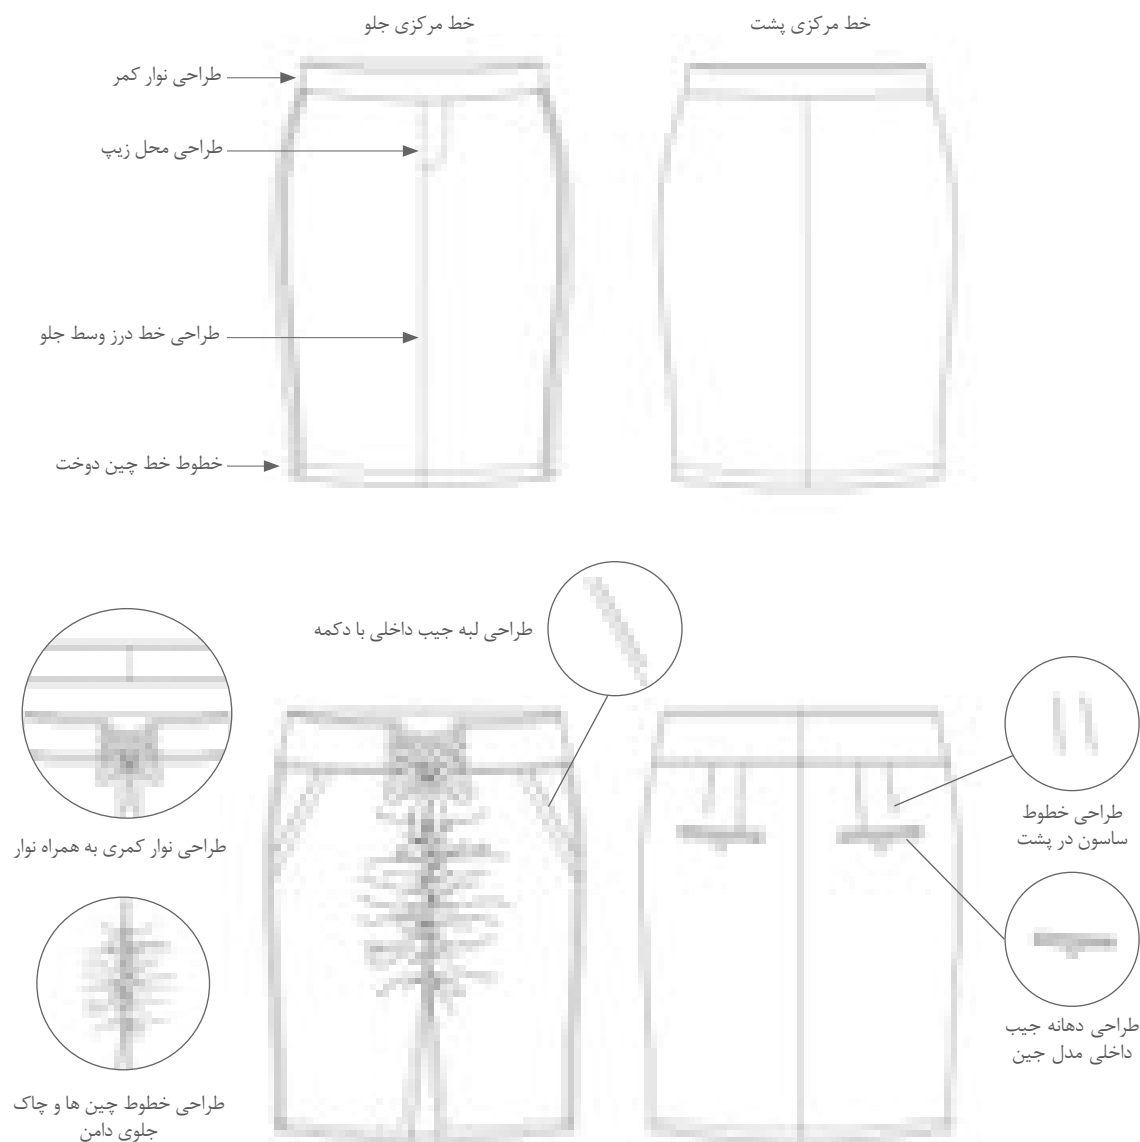 خط مرکزی پشت
خط مرکزی جلو
طراحی نوار کمر
طراحی محل زیپ
طراحی خط درز وسط جلو
خطوط خط چین دوخت
طراحی لبه جیب داخلی با دکمه
طراحی خطوط
ساسون در پشت
طراحی نوار کمری به همراه نوار
طراحی دهانه جیب
داخلی مدل جین
طراحی خطوط چین ها و چاک
جلوی دامن